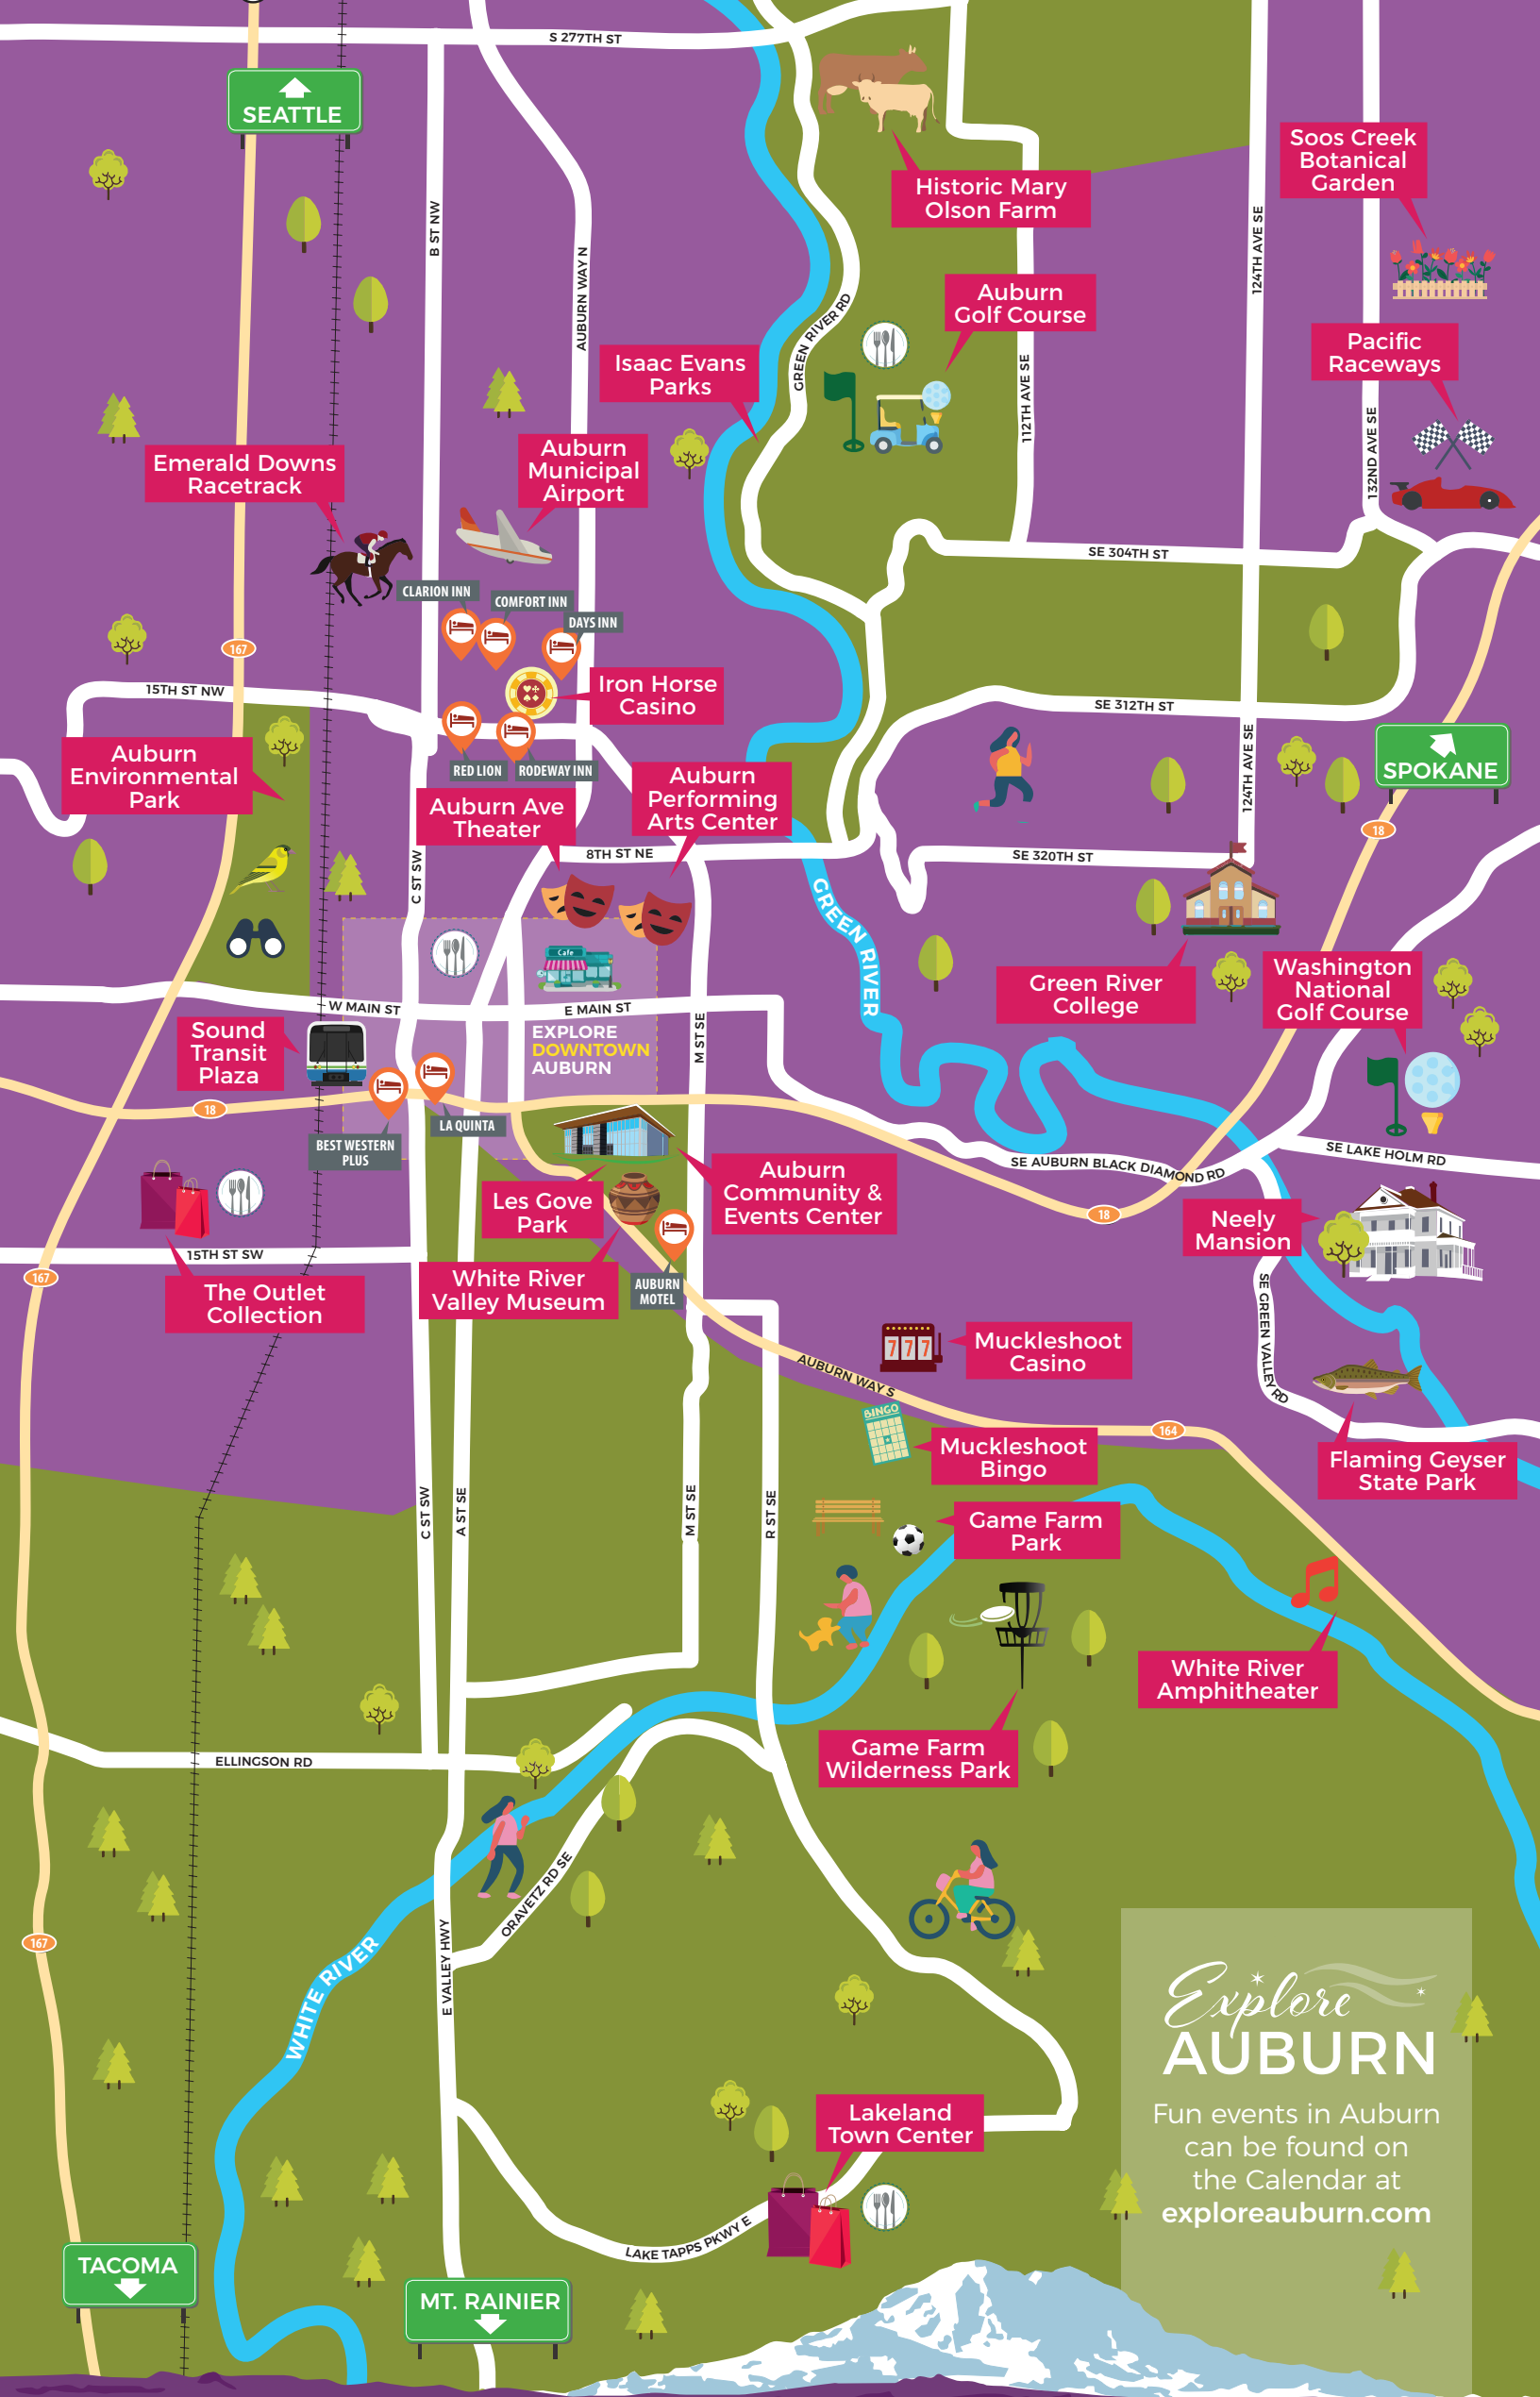 S 277TH ST
SEATTLE
Soos Creek
Botanical
Garden
Historic Mary
Olson Farm
B ST NW
AUBURN WAY N
124TH AVE SE
Auburn
Golf Course
GREEN RIVER RD
Isaac Evans
Parks
Pacific
Raceways
112TH AVE SE
132ND AVE SE
Emerald Downs
Racetrack
Auburn
Municipal
Airport
SE 304TH ST
CLARION INN
COMFORT INN
DAYS INN
167
15TH ST NW
Iron Horse
Casino
SE 312TH ST
Auburn
Environmental
Park
RED LION
RODEWAY INN
124TH AVE SE
SPOKANE
Auburn Ave
Theater
Auburn
Performing
Arts Center
18
C ST SW
8TH ST NE
SE 320TH ST
GREEN RIVER
Cafe
Green River
College
Washington
National
Golf Course
W MAIN ST
E MAIN ST
EXPLORE
DOWNTOWN
AUBURN
M ST SE
Sound
Transit
Plaza
18
LA QUINTA
BEST WESTERN
PLUS
SE AUBURN BLACK DIAMOND RD
SE LAKE HOLM RD
Auburn
Community &
Events Center
Les Gove
Park
18
Neely
Mansion
15TH ST SW
167
The Outlet
Collection
White River
Valley Museum
AUBURN
MOTEL
SE GREEN VALLEY RD
777
Muckleshoot
Casino
AUBURN WAY S
BINGO
Muckleshoot
Bingo
164
Flaming Geyser
State Park
C ST SW
A ST SE
M ST SE
R ST SE
Game Farm
Park
White River
Amphitheater
Game Farm
Wilderness Park
ELLINGSON RD
ORAVETZ RD SE
E VALLEY HWY
167
WHITE RIVER
Explore
AUBURN
Fun events in Auburn
can be found on
the Calendar at
exploreauburn.com
Lakeland
Town Center
LAKE TAPPS PKWY E
TACOMA
MT. RAINIER